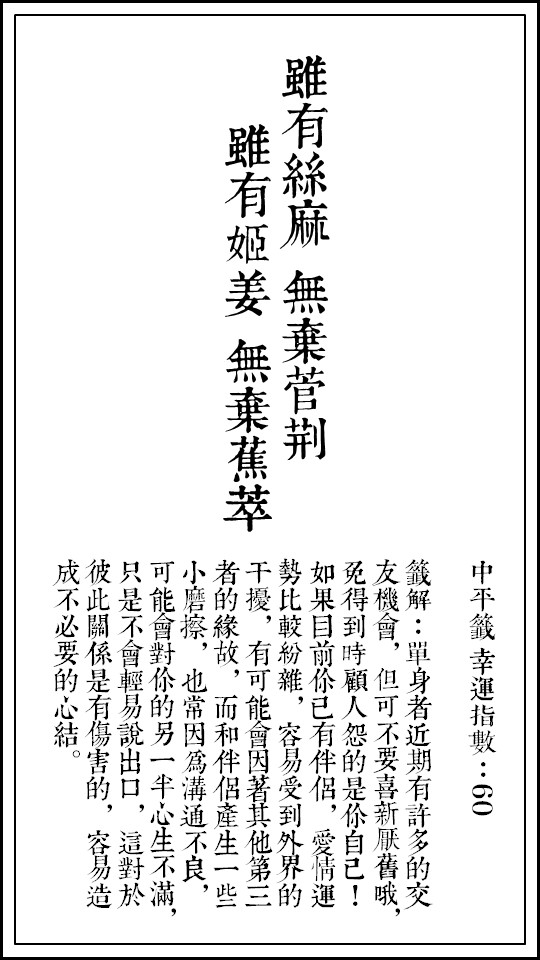 雖有絲麻 無棄菅荆
雖有姬姜 無棄蕉萃
中平籤 幸運指數：60
籤解：單身者近期有許多的交
友機會，但可不要喜新厭舊哦，
免得到時顧人怨的是你自己！
如果目前你已有伴侶，愛情運
勢比較紛雜，容易受到外界的
干擾，有可能會因著其他第三
者的緣故，而和伴侶產生一些
小磨擦，也常因為溝通不良，
可能會對你的另一半心生不滿，
只是不會輕易說出口，這對於
彼此關係是有傷害的，容易造
成不必要的心結。